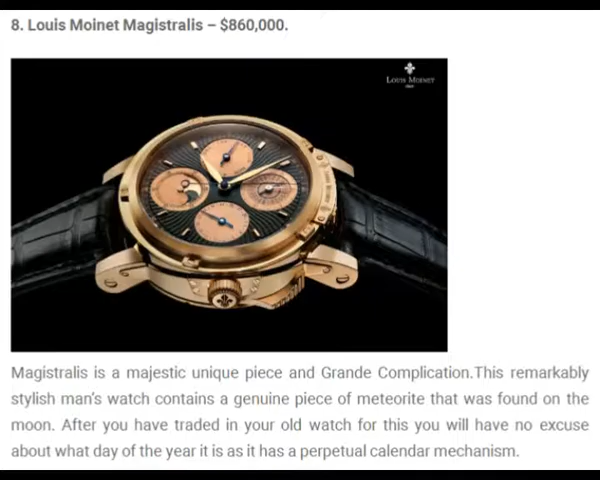 8. Louis Moinet Magistralis – $860,000.
LOUIS MOINET
Magistralis is a majestic unique piece and Grande Complication.This remarkably
stylish man's watch contains a genuine piece of meteorite that was found on the
moon. After you have traded in your old watch for this you will have no excuse
about what day of the year it is as it has a perpetual calendar mechanism.